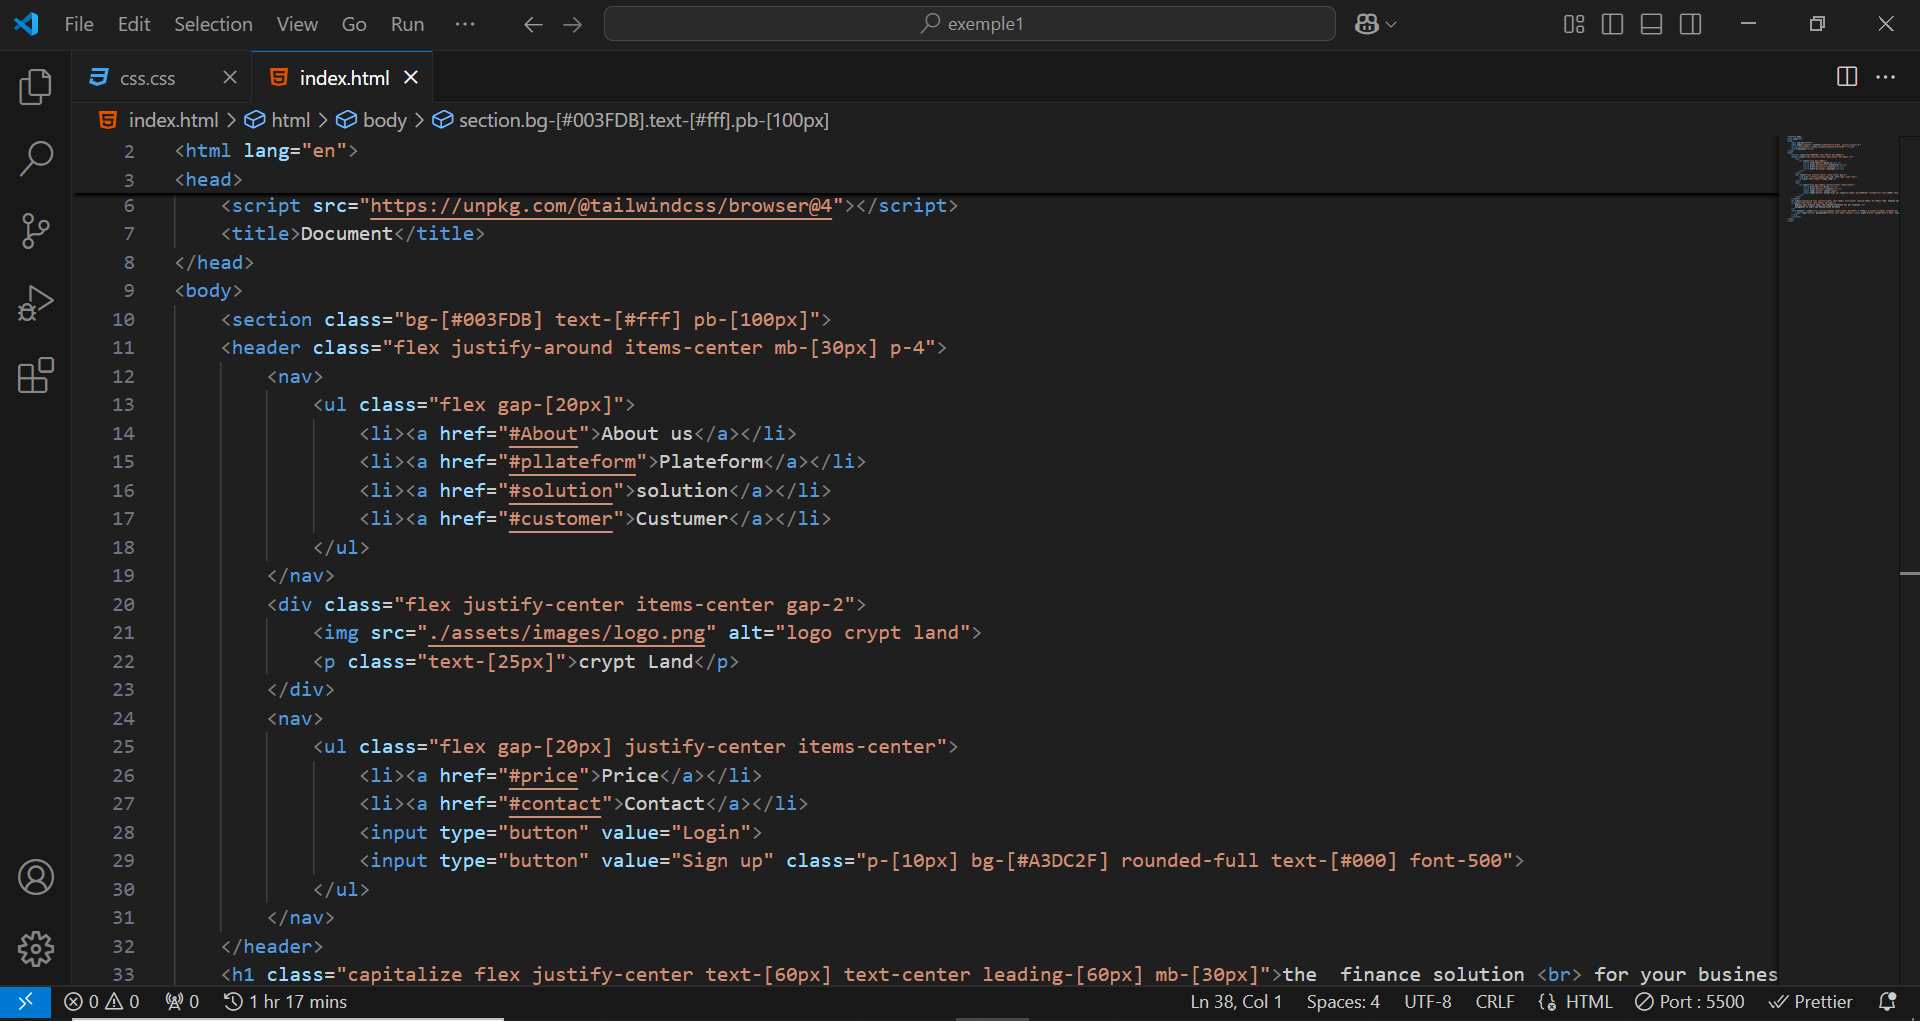 File Edit Selection View Go Run ··· exemple1
css.css index.html
index.html > html > body > section.bg-[#003FDB].text-[#fff].pb-[100px]
2 <html lang="en">
3 <head>
6 <script src="https://unpkg.com/@tailwindcss/browser@4"></script>
7 <title>Document</title>
8 </head>
9 <body>
10 <section class="bg-[#003FDB] text-[#fff] pb-[100px]">
11 <header class="flex justify-around items-center mb-[30px] p-4">
12 <nav>
13 <ul class="flex gap-[20px]">
14 <li><a href="#About">About us</a></li>
15 <li><a href="#pllateform">Plateform</a></li>
16 <li><a href="#solution">solution</a></li>
17 <li><a href="#customer">Custumer</a></li>
18 </ul>
19 </nav>
20 <div class="flex justify-center items-center gap-2">
21 <img src="./assets/images/logo.png" alt="logo crypt land">
22 <p class="text-[25px]">crypt Land</p>
23 </div>
24 <nav>
25 <ul class="flex gap-[20px] justify-center items-center">
26 <li><a href="#price">Price</a></li>
27 <li><a href="#contact">Contact</a></li>
28 <input type="button" value="Login">
29 <input type="button" value="Sign up" class="p-[10px] bg-[#A3DC2F] rounded-full text-[#000] font-500">
30 </ul>
31 </nav>
32 </header>
33 <h1 class="capitalize flex justify-center text-[60px] text-center leading-[60px] mb-[30px]">the  finance solution <br> for your busines
0 0 0 1 hr 17 mins Ln 38, Col 1 Spaces: 4 UTF-8 CRLF HTML Port : 5500 Prettier